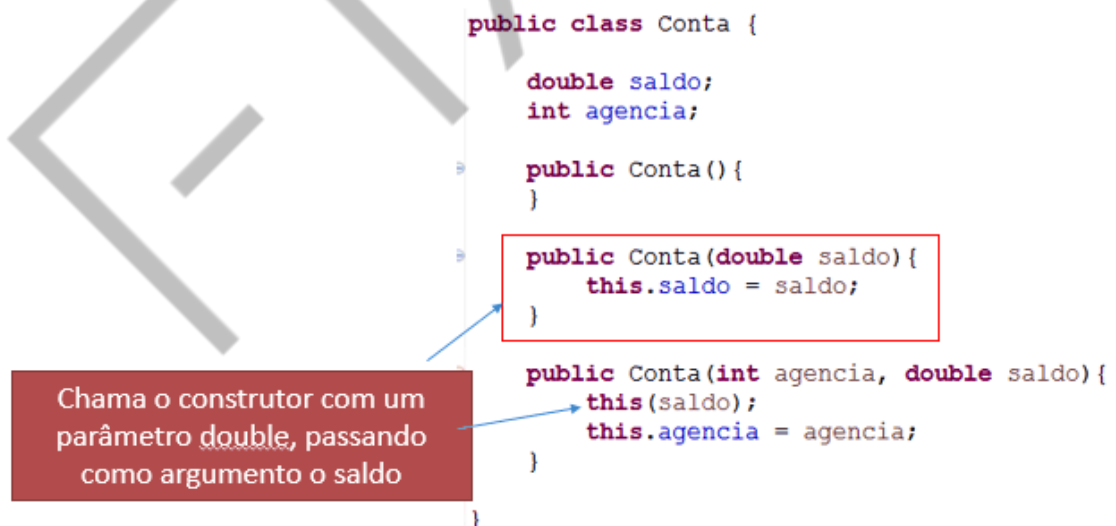 public class Conta {
double saldo;
int agencia;
public Conta(){
}
public Conta(double saldo){
this.saldo = saldo;
}
Chama o construtor com um
parâmetro double, passando
como argumento o saldo
public Conta(int agencia, double saldo){
this(saldo);
this.agencia = agencia;
}
}